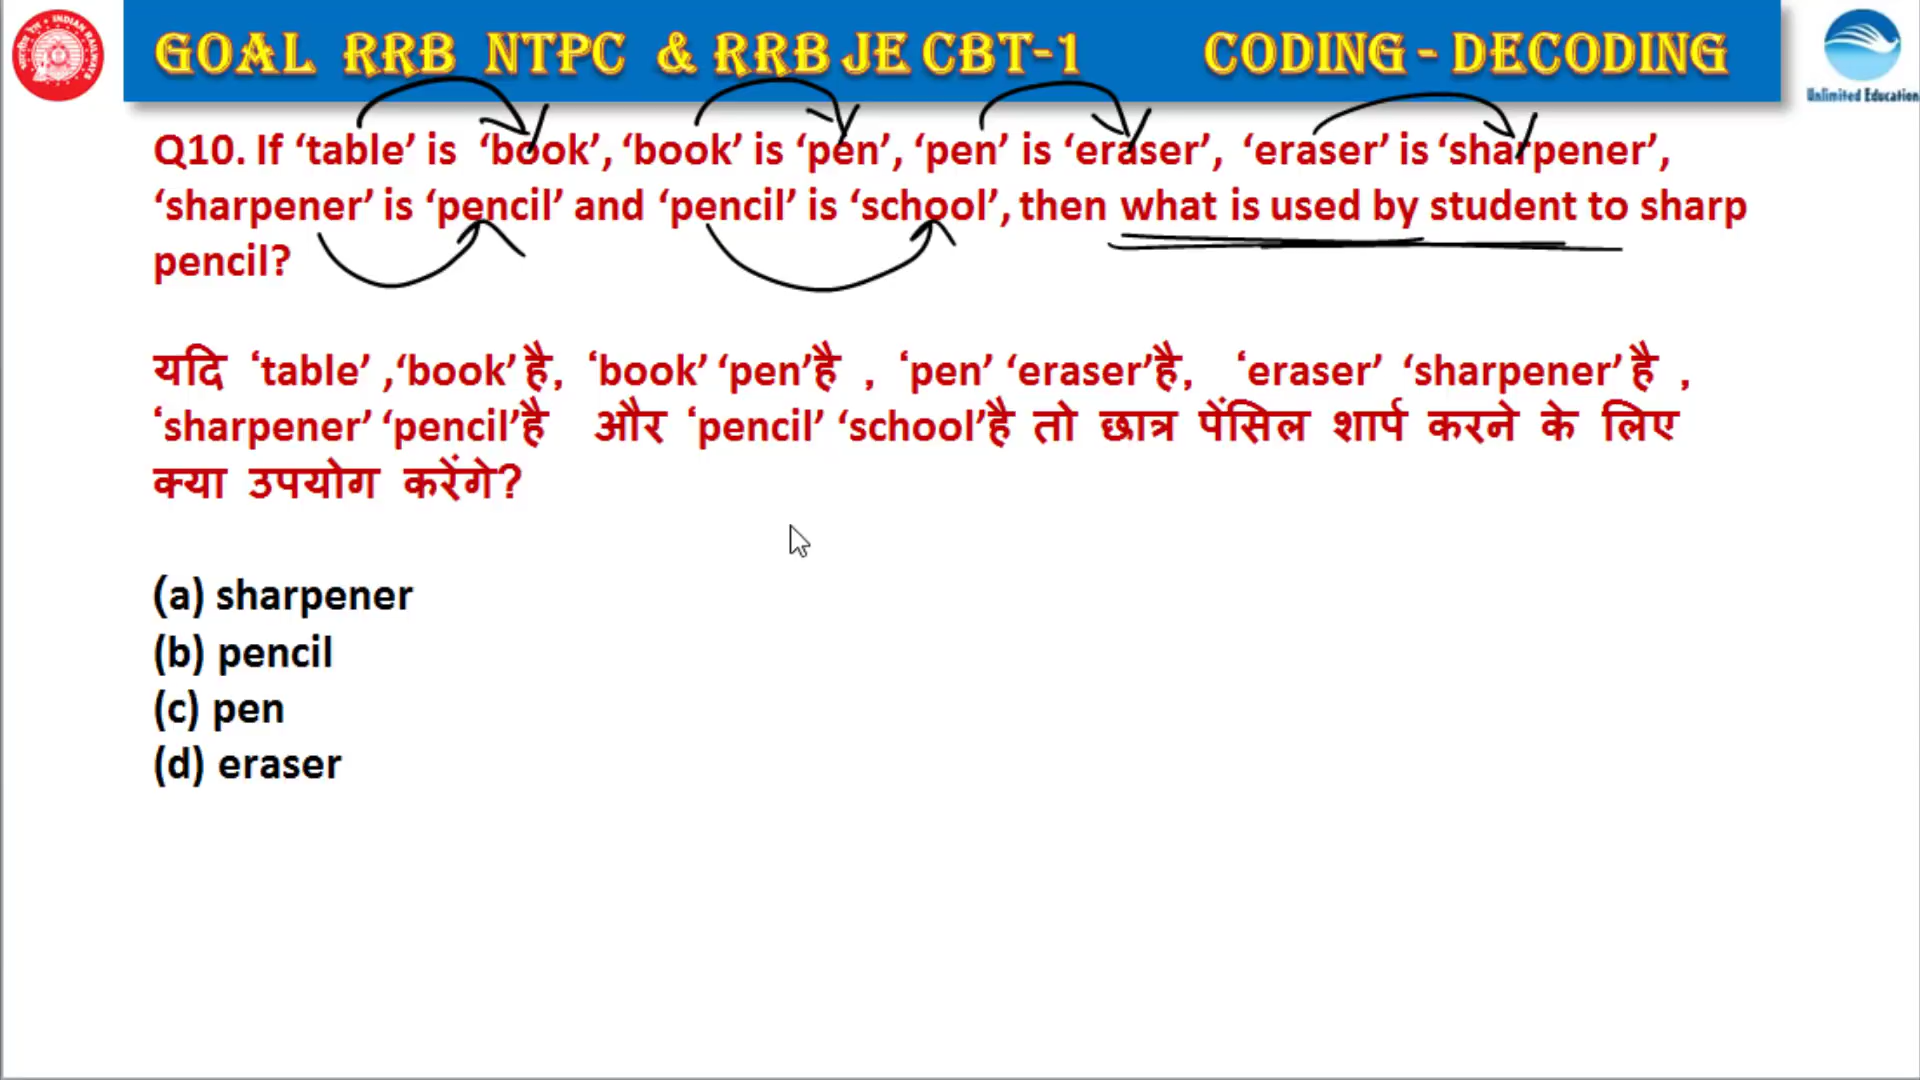 GOAL RRB NTPC & RRB JE CBT-1 CODING - DECODING
Unlimited Education
Q10. If ‘table’ is ‘book’, ‘book’ is ‘pen’, ‘pen’ is ‘eraser’, ‘eraser’ is ‘sharpener’,
‘sharpener’ is ‘pencil’ and ‘pencil’ is ‘school’, then what is used by student to sharp
pencil?
यदि ‘table’ ,‘book’ है, ‘book’ ‘pen’है , ‘pen’ ‘eraser’है, ‘eraser’ ‘sharpener’ है ,
‘sharpener’ ‘pencil’है और ‘pencil’ ‘school’है तो छात्र पेंसिल शार्प करने के लिए
क्या उपयोग करेंगे?
(a) sharpener
(b) pencil
(c) pen
(d) eraser